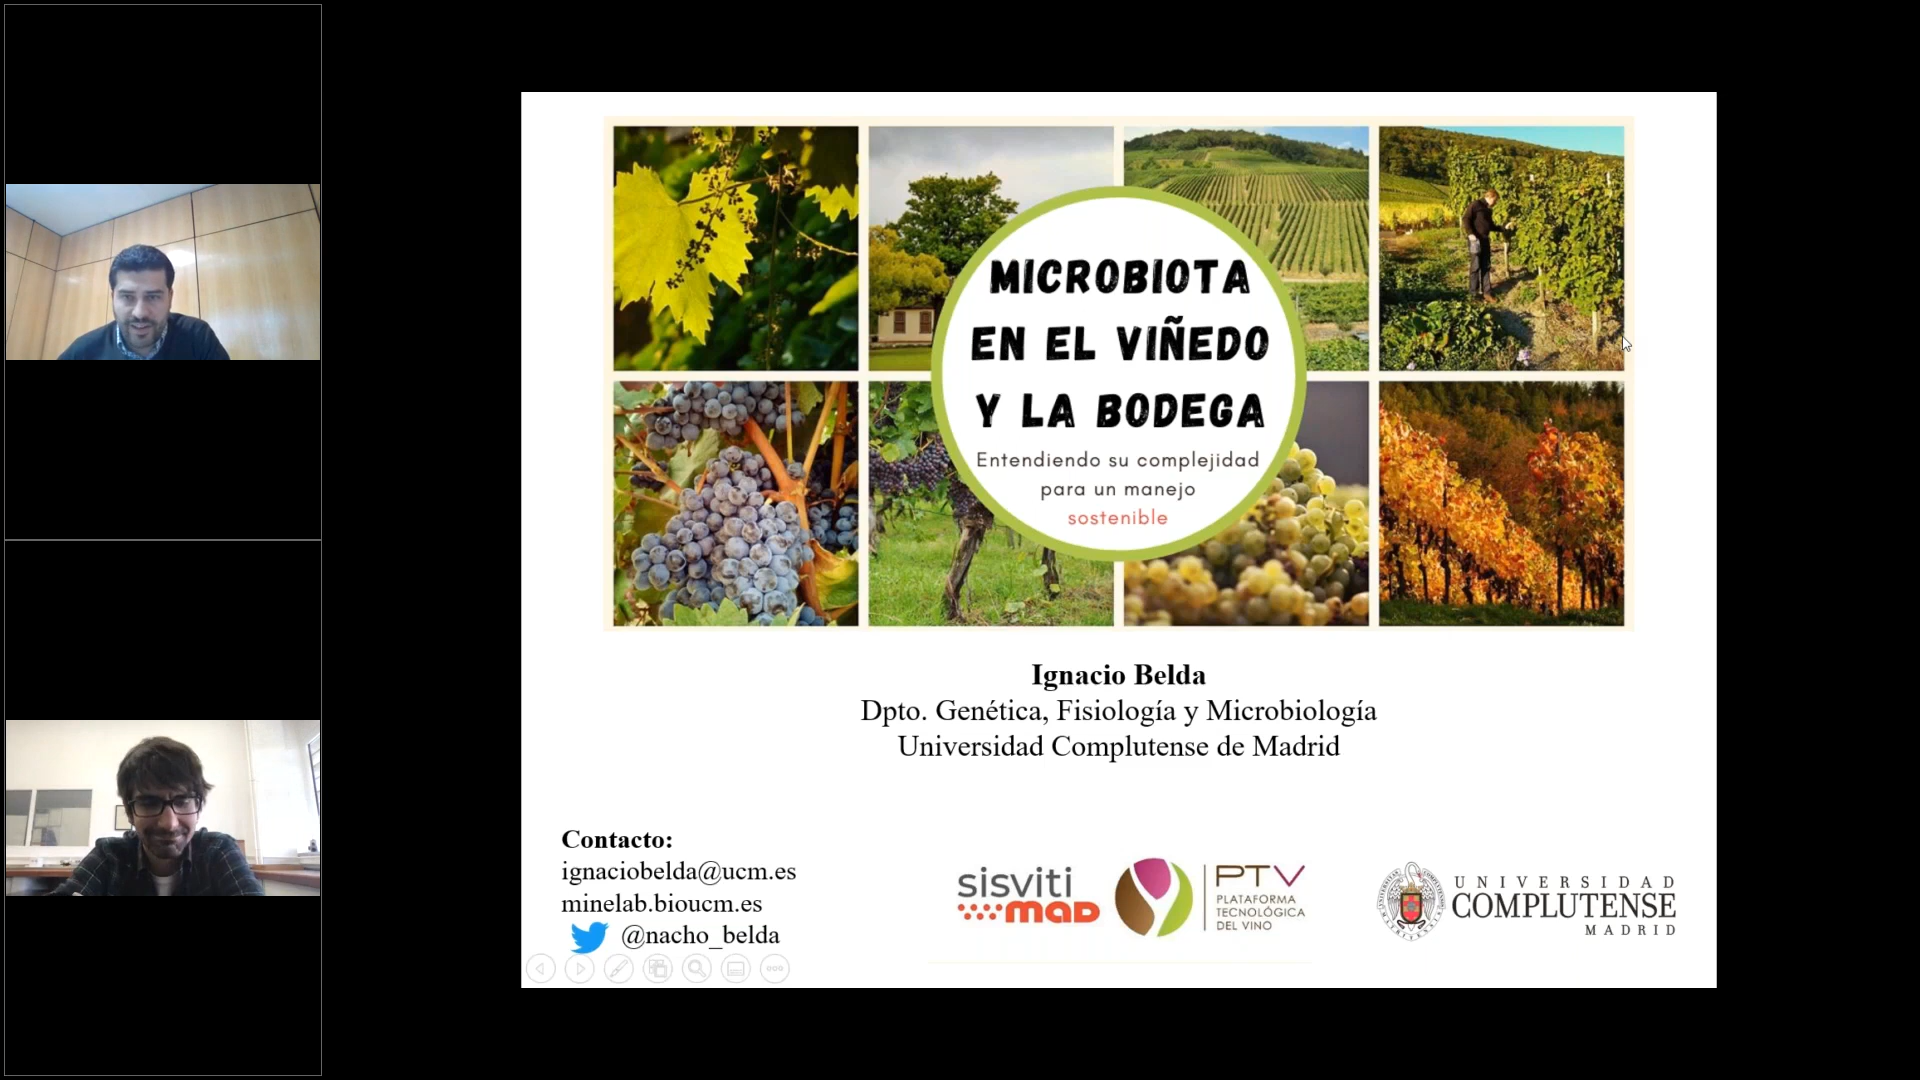 MICROBIOTA
EN EL VIÑEDO
Y LA BODEGA
Entendiendo su complejidad
para un manejo
sostenible
Ignacio Belda
Dpto. Genética, Fisiología y Microbiología
Universidad Complutense de Madrid
Contacto:
ignaciobelda@ucm.es
minelab.bioucm.es
@nacho_belda
sisviti
mad
PTV
PLATAFORMA
TECNOLÓGICA
DEL VINO
UNIVERSIDAD
COMPLUTENSE
MADRID